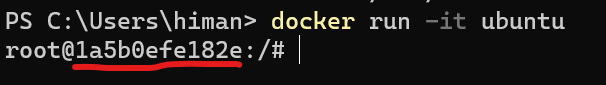 PS C:\Users\himan> docker run -it ubuntu
root@1a5b0efe182e:/#